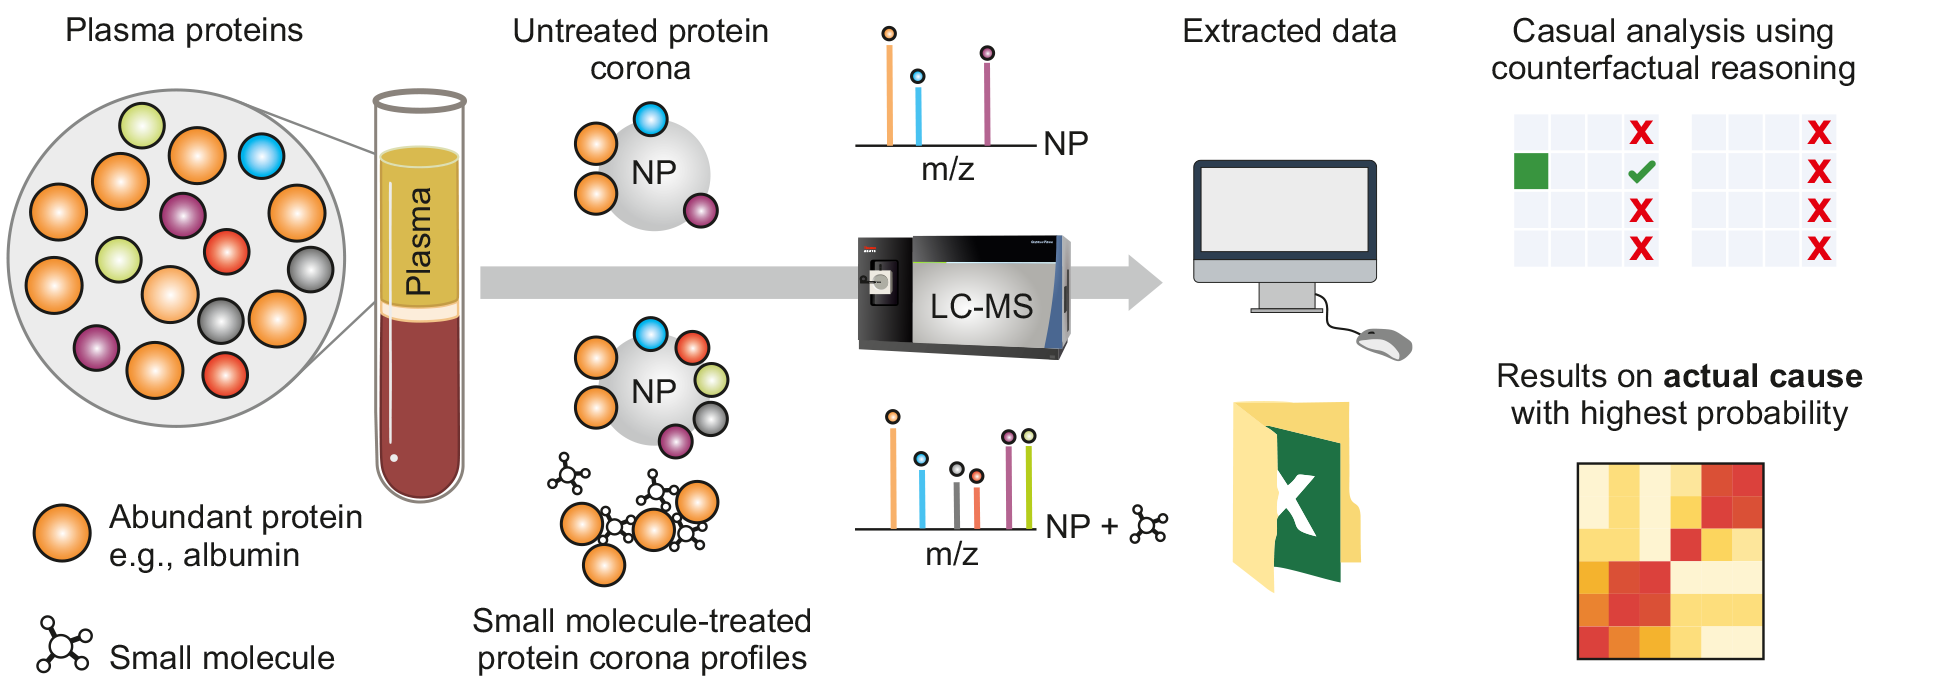 Plasma proteins
Plasma
Abundant protein
e.g., albumin
Small molecule
Untreated protein
corona
NP
NP
Small molecule-treated
protein corona profiles
m/z
NP
LC-MS
m/z
NP +
Extracted data
X
Casual analysis using
counterfactual reasoning
X X
X
X X
X X
Results on actual cause
with highest probability